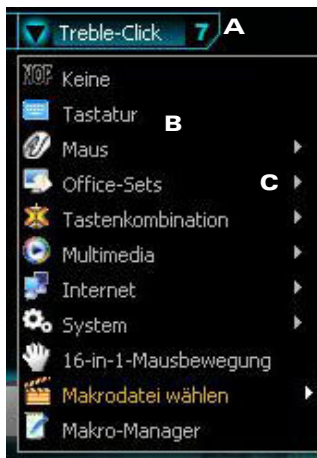 Treble-Click 7 A
NOP Keine
Tastatur B
Maus
Office-Sets C
Tastenkombination
Multimedia
Internet
System
16-in-1-Mausbewegung
Makrodatei wählen
Makro-Manager